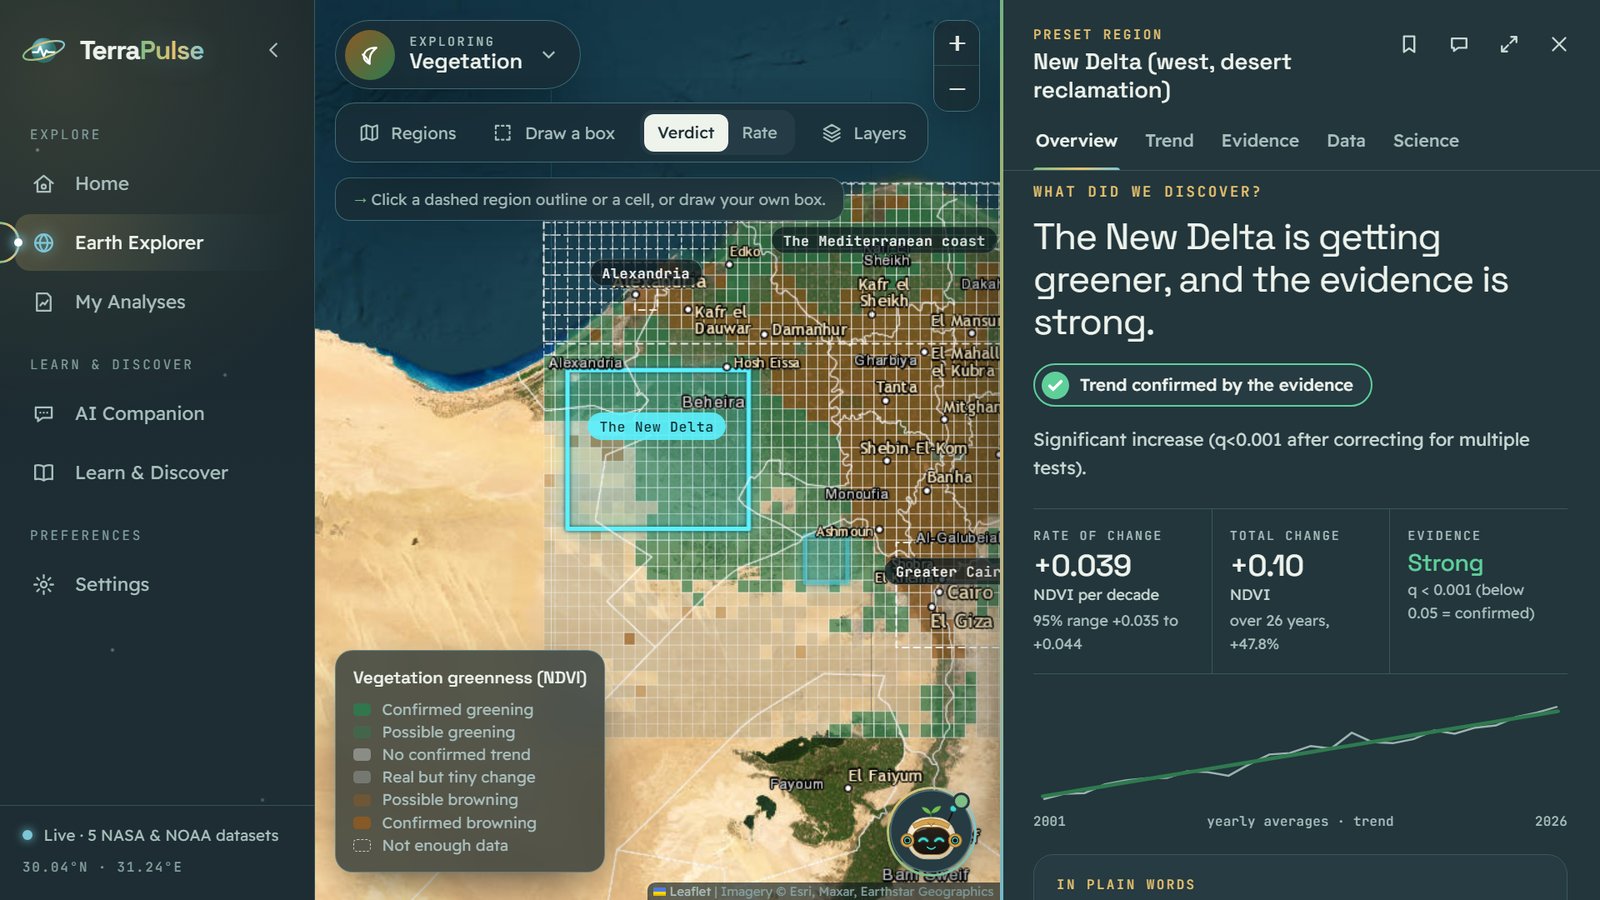 TerraPulse
EXPLORE
Home
Earth Explorer
My Analyses
LEARN & DISCOVER
AI Companion
Learn & Discover
PREFERENCES
Settings
Live · 5 NASA & NOAA datasets
30.04°N · 31.24°E
EXPLORING
Vegetation
+
−
Regions
Draw a box
Verdict
Rate
Layers
→ Click a dashed region outline or a cell, or draw your own box.
The Mediterranean coast
Edko
Sheikh
Alexandria
Kafr el
Sheikh
Kafr el
Dauwar
Damanhur
Alexandria
Hosh Eissa
Gharbiya
El Mahall
el Kubra
El Mansur
Dakah
Tanta
Beheira
The New Delta
Mitghar
Shebin-El-Kom
Banha
Monoufia
Ashmoun
Al-Qalubeia
Greater Cair
Cairo
El Giza
Fayoum
El Faiyum
Bani Sweif
Vegetation greenness (NDVI)
Confirmed greening
Possible greening
No confirmed trend
Real but tiny change
Possible browning
Confirmed browning
Not enough data
Leaflet | Imagery © Esri, Maxar, Earthstar Geographics
PRESET REGION
New Delta (west, desert
reclamation)
Overview
Trend
Evidence
Data
Science
WHAT DID WE DISCOVER?
The New Delta is getting
greener, and the evidence is
strong.
Trend confirmed by the evidence
Significant increase (q<0.001 after correcting for multiple
tests).
RATE OF CHANGE
+0.039
NDVI per decade
95% range +0.035 to
+0.044
TOTAL CHANGE
+0.10
NDVI
over 26 years,
+47.8%
EVIDENCE
Strong
q < 0.001 (below
0.05 = confirmed)
2001
yearly averages · trend
2026
IN PLAIN WORDS